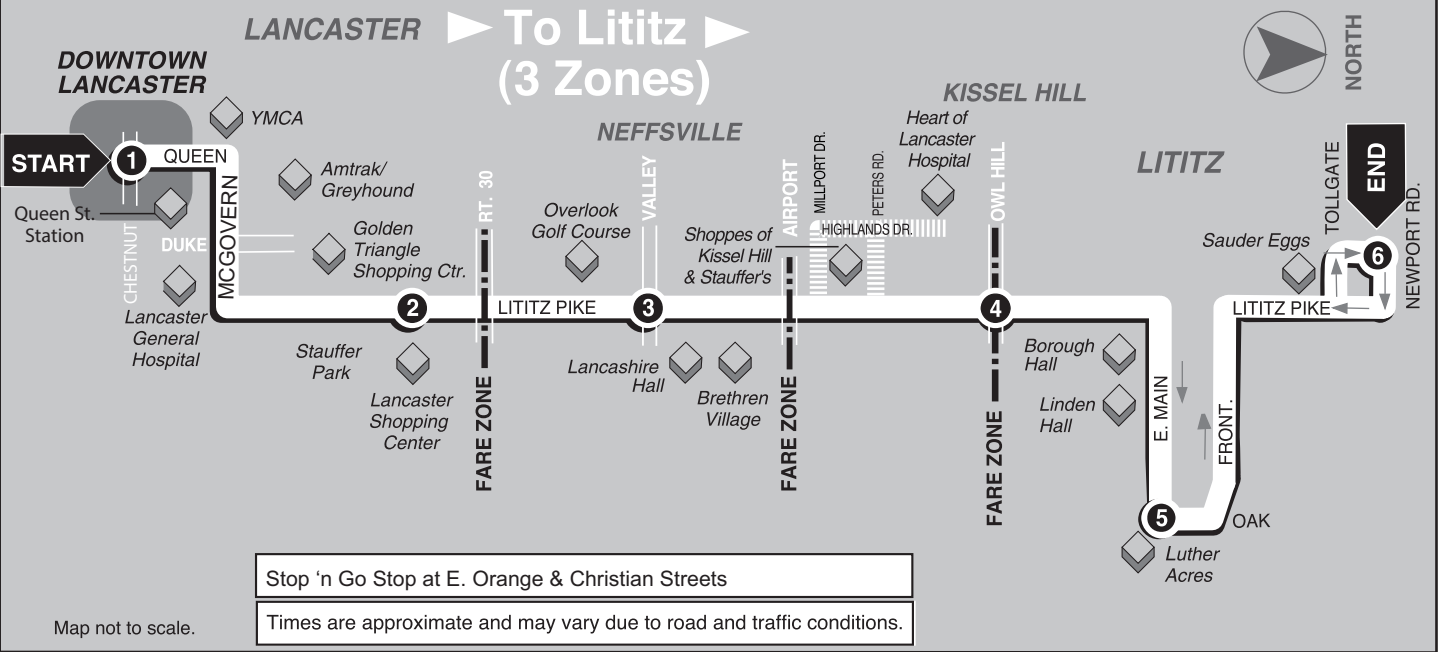 LANCASTER
To Lititz
(3 Zones)
NORTH
DOWNTOWN
LANCASTER
YMCA
NEFFSVILLE
KISSEL HILL
Heart of
Lancaster
Hospital
LITITZ
START
1
QUEEN
MCGOVERN
Amtrak/
Greyhound
Queen St.
Station
CHESTNUT
DUKE
Golden
Triangle
Shopping Ctr.
Lancaster
General
Hospital
2
Stauffer
Park
Lancaster
Shopping
Center
RT. 30
FARE ZONE
LITITZ PIKE
Overlook
Golf Course
VALLEY
3
Lancashire
Hall
Brethren
Village
Shoppes of
Kissel Hill
& Stauffer's
AIRPORT
FARE ZONE
MILLPORT DR.
PETERS RD.
HIGHLANDS DR.
OWL HILL
4
FARE ZONE
Borough
Hall
Linden
Hall
E. MAIN
5
Luther
Acres
OAK
FRONT.
LITITZ PIKE
Sauder Eggs
TOLLGATE
END
6
NEWPORT RD.
Stop ‘n Go Stop at E. Orange & Christian Streets
Times are approximate and may vary due to road and traffic conditions.
Map not to scale.